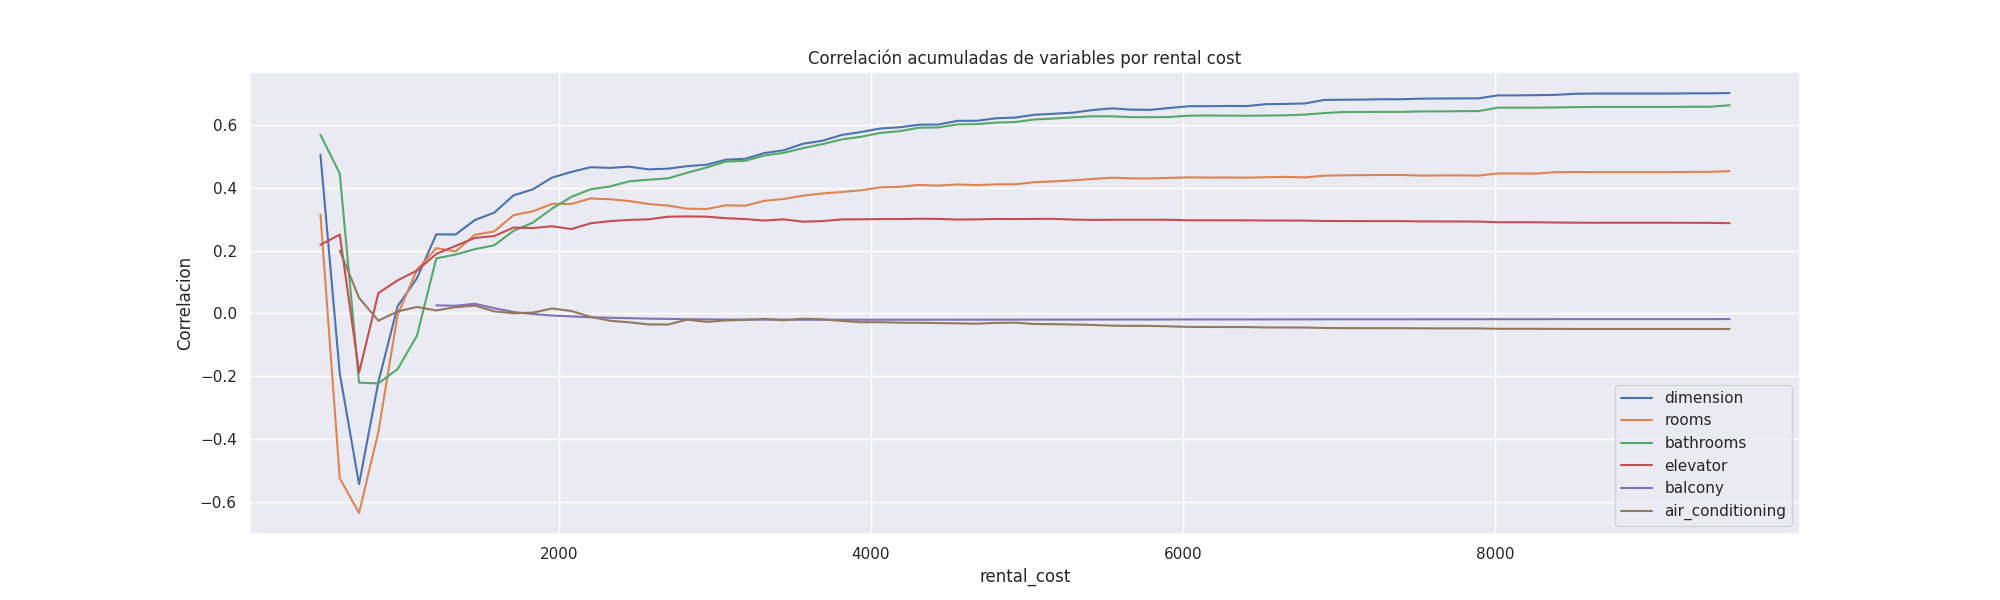 Correlación acumuladas de variables por rental cost
Correlacion
0.6
0.4
0.2
0.0
−0.2
−0.4
−0.6
2000
4000
6000
8000
rental_cost
dimension
rooms
bathrooms
elevator
balcony
air_conditioning